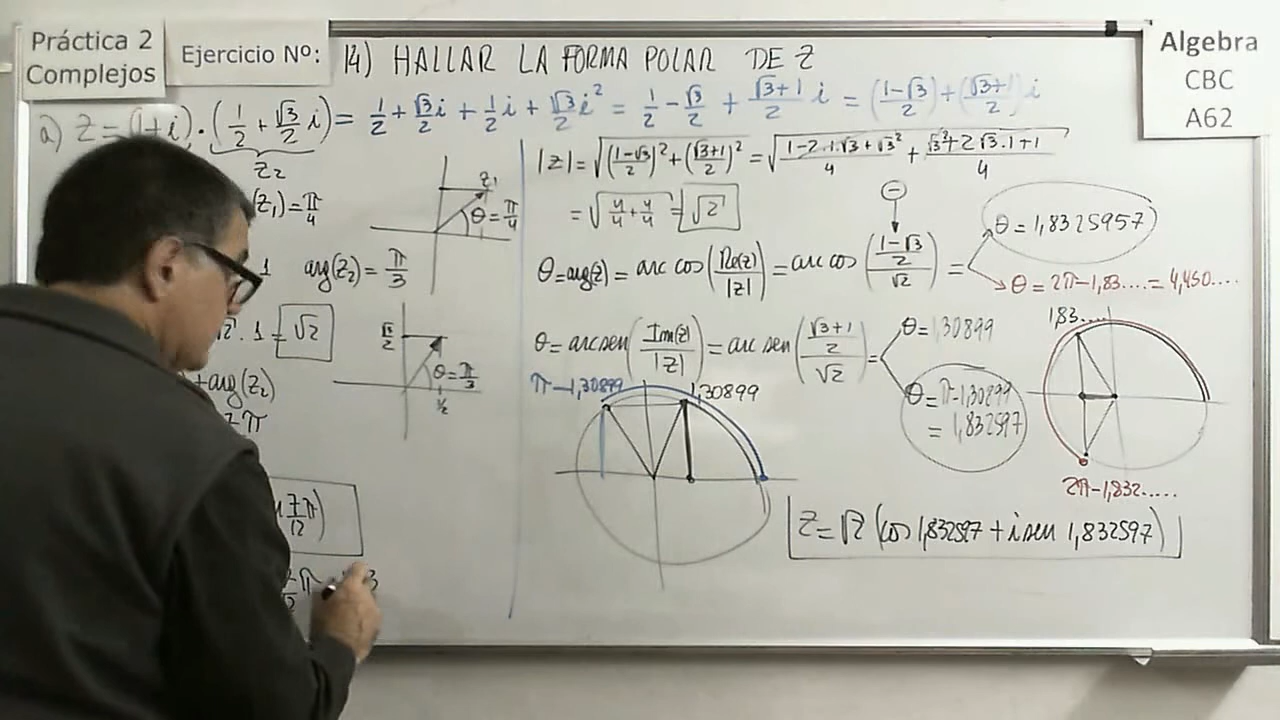 Práctica 2
Complejos
Ejercicio Nº:
14) HALLAR LA FORMA POLAR DE Z
Algebra
CBC
A62
a) Z = (1+i) · (1/2 + √3/2 i) = 1/2 + √3/2 i + 1/2 i + √3/2 i² = 1/2 - √3/2 + (√3+1)/2 i = ((1-√3)/2) + ((√3+1)/2) i
Z2
(Z1) = π/4
Z1
θ = π/4
1 arg(Z2) = π/3
√3/2
θ = π/3
1/2
. 1 = √2
+ arg(Z2)
π
7π/12)
π
|Z| = √(((1-√3)/2)² + ((√3+1)/2)²) = √((1-2·1·√3+√3²)/4 + (√3²+2√3·1+1)/4)
= √(4/4 + 4/4) = √2
θ = arg(z) = arc cos (Re(z)/|z|) = arc cos (((1-√3)/2)/√2) =
−
θ = 1,8325957
θ = 2π-1,83.... = 4,450....
θ = arc sen (Im(z)/|z|) = arc sen (((√3+1)/2)/√2) =
θ = 1,30899
θ = π-1,30899
= 1,832597
π-1,30899
1,30899
1,83....
2π-1,832.....
Z = √2 (cos 1,832597 + i sen 1,832597)